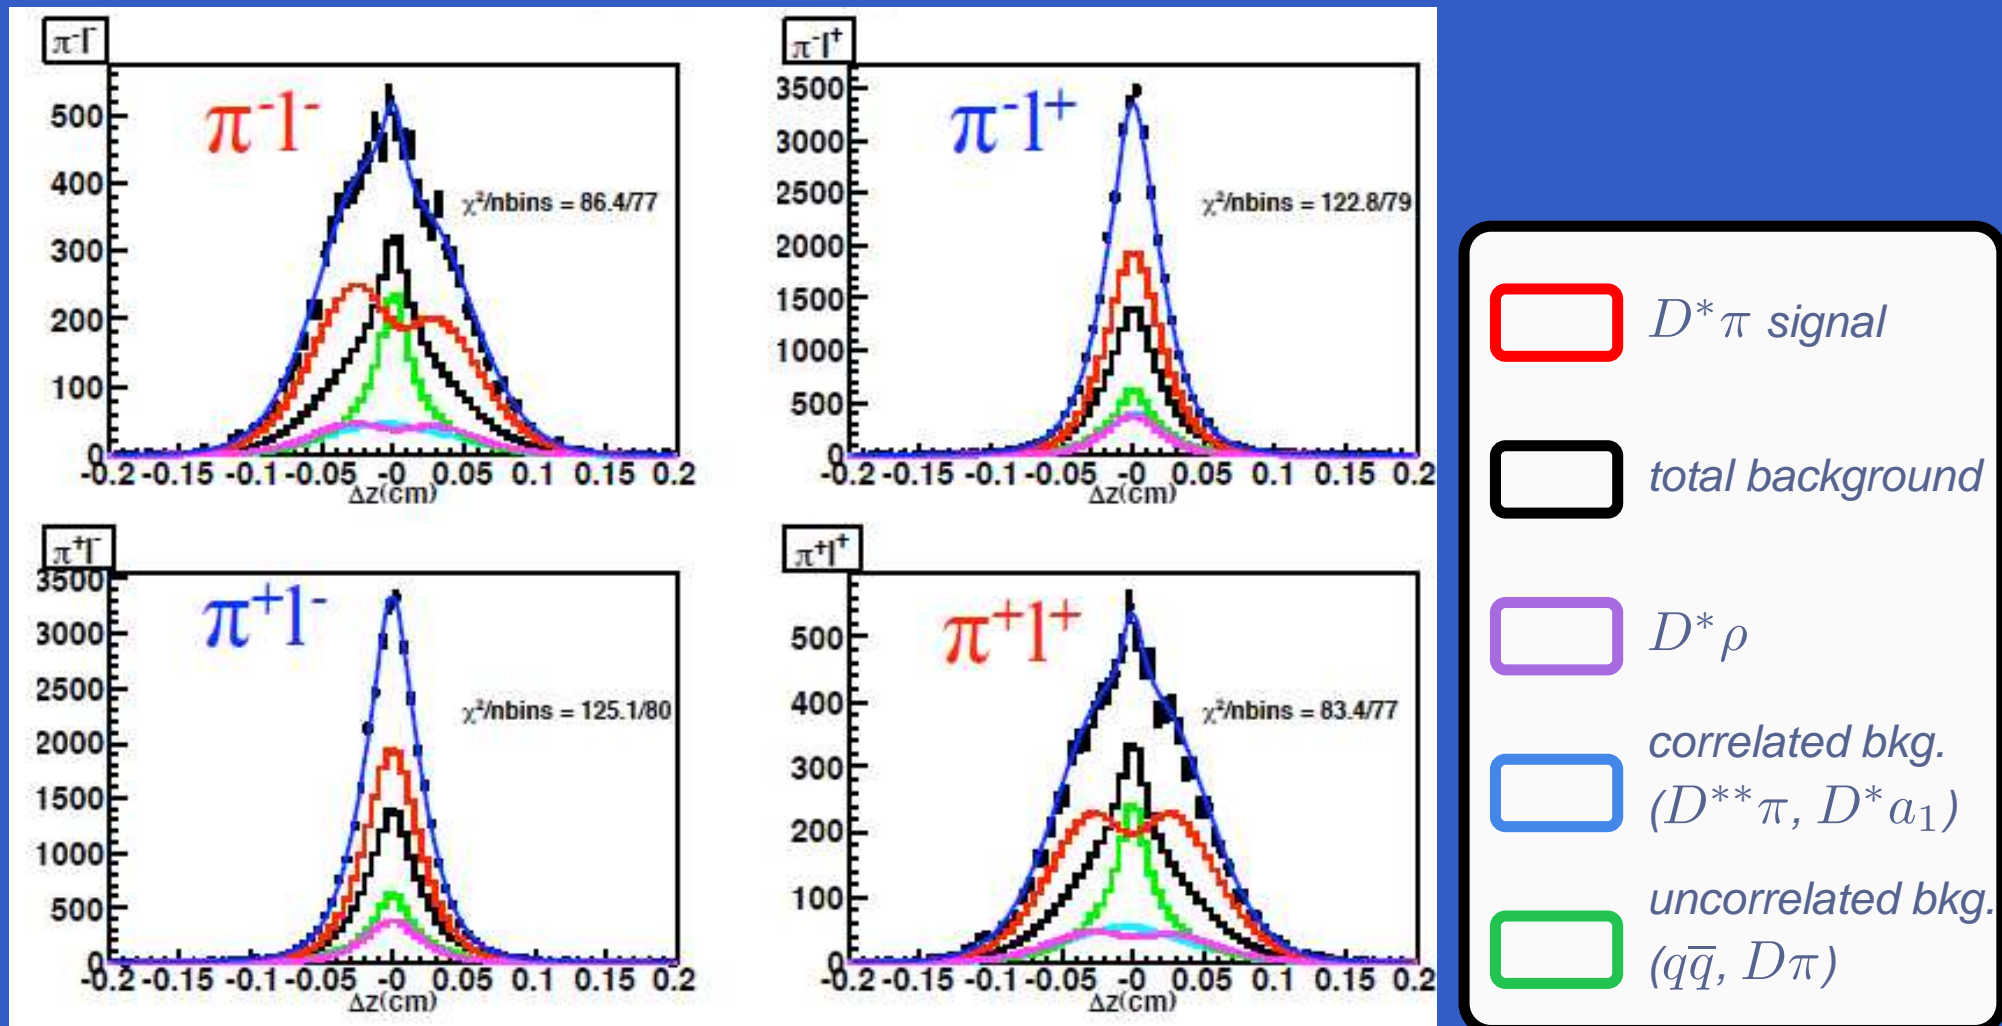 π⁻l⁻
π⁻l⁻
χ²/nbins = 86.4/77
500
400
300
200
100
0
-0.2 -0.15 -0.1 -0.05 -0 0.05 0.1 0.15 0.2
Δz(cm)
π⁻l⁺
π⁻l⁺
χ²/nbins = 122.8/79
3500
3000
2500
2000
1500
1000
500
0
-0.2 -0.15 -0.1 -0.05 -0 0.05 0.1 0.15 0.2
Δz(cm)
π⁺l⁻
π⁺l⁻
χ²/nbins = 125.1/80
3500
3000
2500
2000
1500
1000
500
0
-0.2 -0.15 -0.1 -0.05 -0 0.05 0.1 0.15 0.2
Δz(cm)
π⁺l⁺
π⁺l⁺
χ²/nbins = 83.4/77
500
400
300
200
100
0
-0.2 -0.15 -0.1 -0.05 -0 0.05 0.1 0.15 0.2
Δz(cm)
D*π signal
total background
D*ρ
correlated bkg.
(D**π, D*a₁)
uncorrelated bkg.
(qq̄, Dπ)